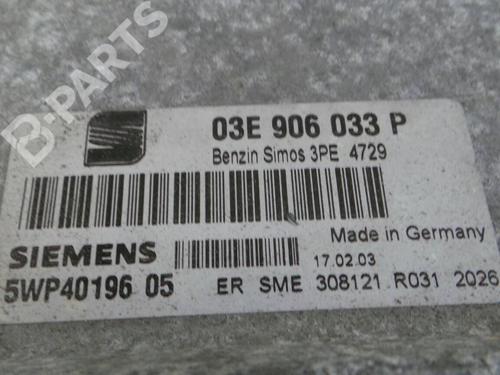 B-PARTS
03E 906 033 P
Benzin Simos 3PE 4729
Made in Germany
SIEMENS
17.02.03
5WP40196 05 ER SME 308121 R031 2026